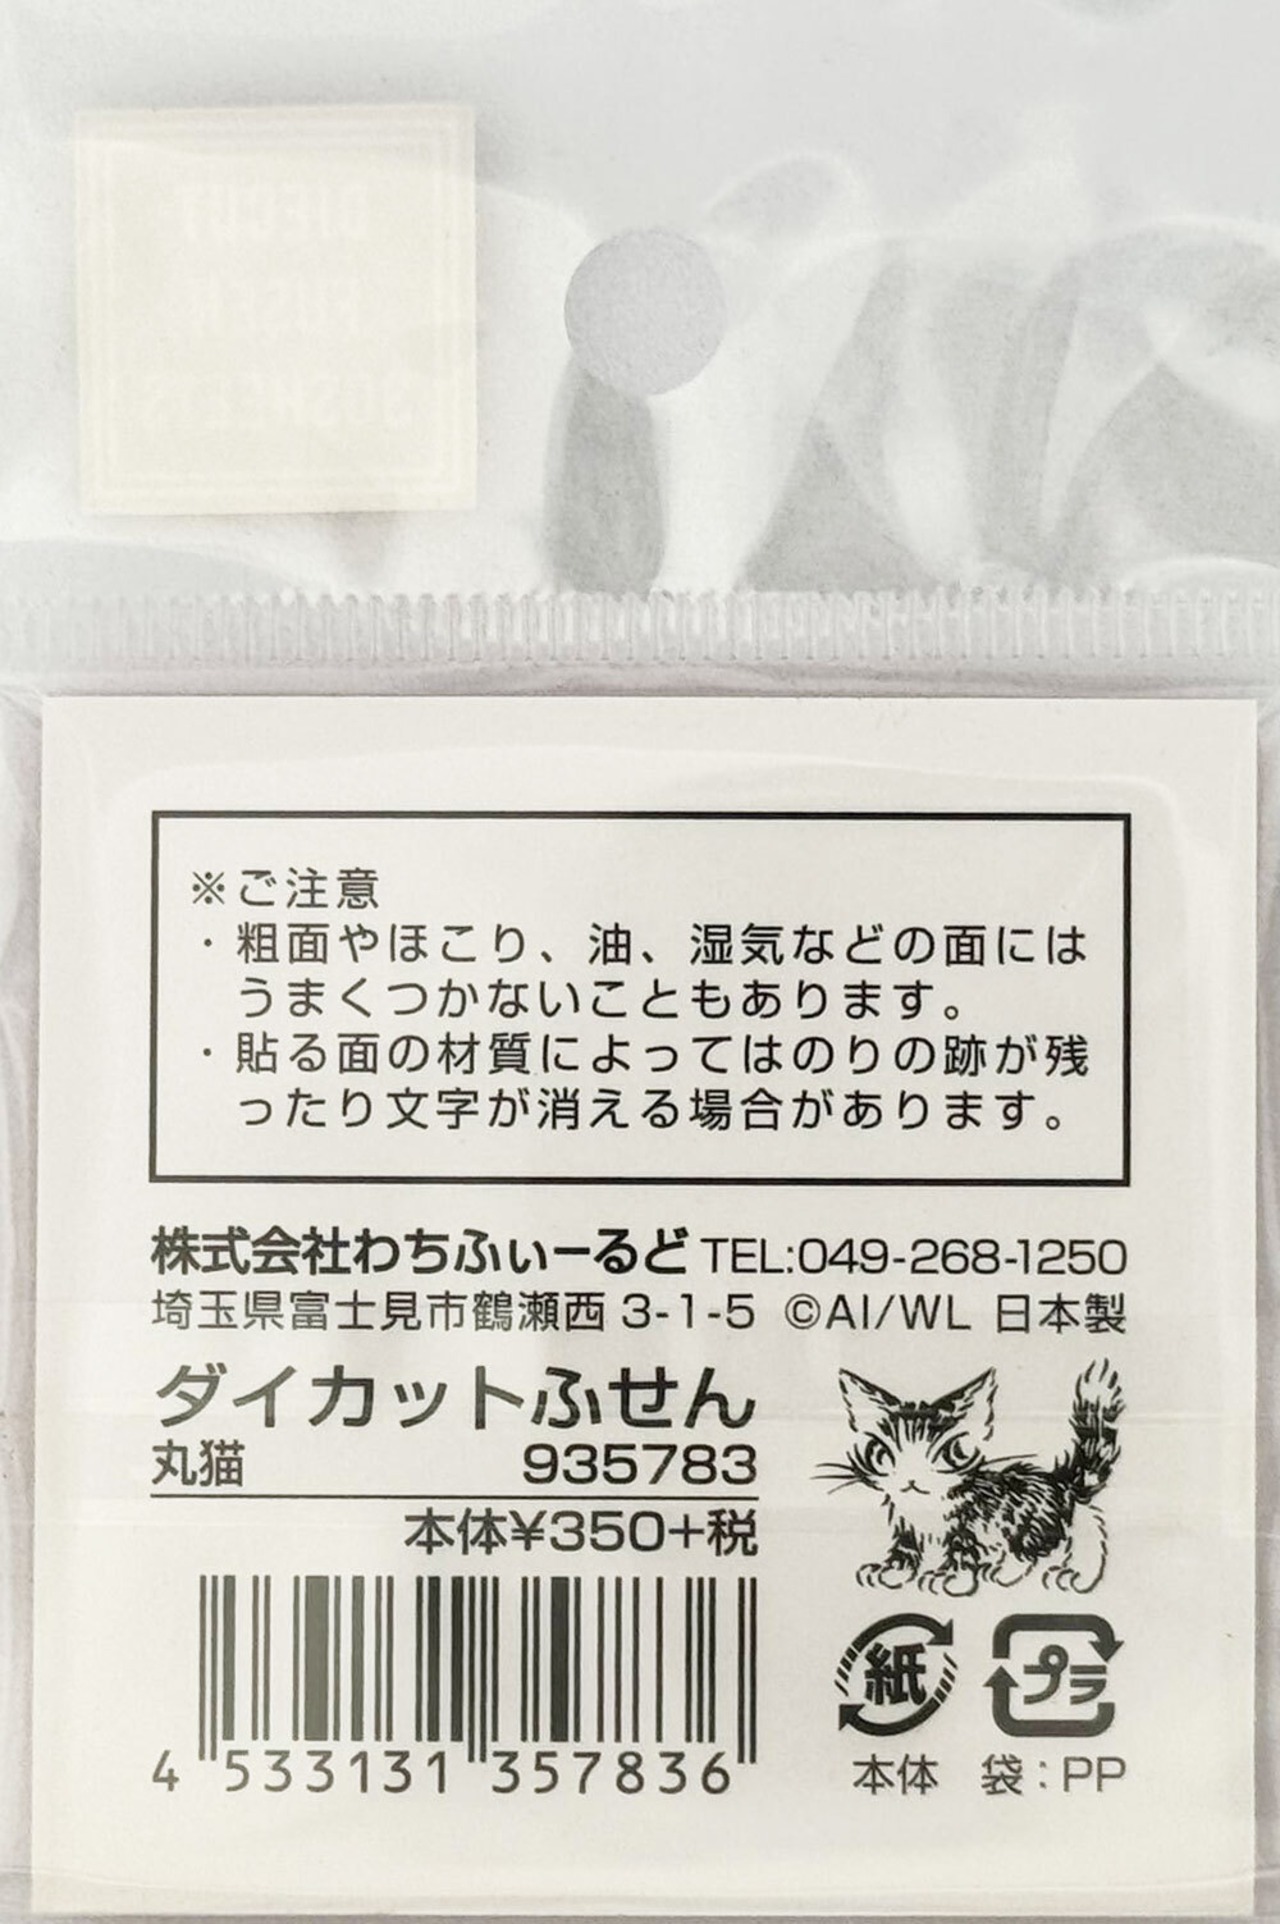 DIECUT
FUSEN
30SHEETS
※ご注意
・粗面やほこり、油、湿気などの面には
うまくつかないこともあります。
・貼る面の材質によってはのりの跡が残
ったり文字が消える場合があります。
株式会社わちふぃーるど TEL:049-268-1250
埼玉県富士見市鶴瀬西 3-1-5 ©AI/WL 日本製
ダイカットふせん
丸猫 935783
本体¥350+税
4 533131 357836
紙 プラ
本体 袋:PP